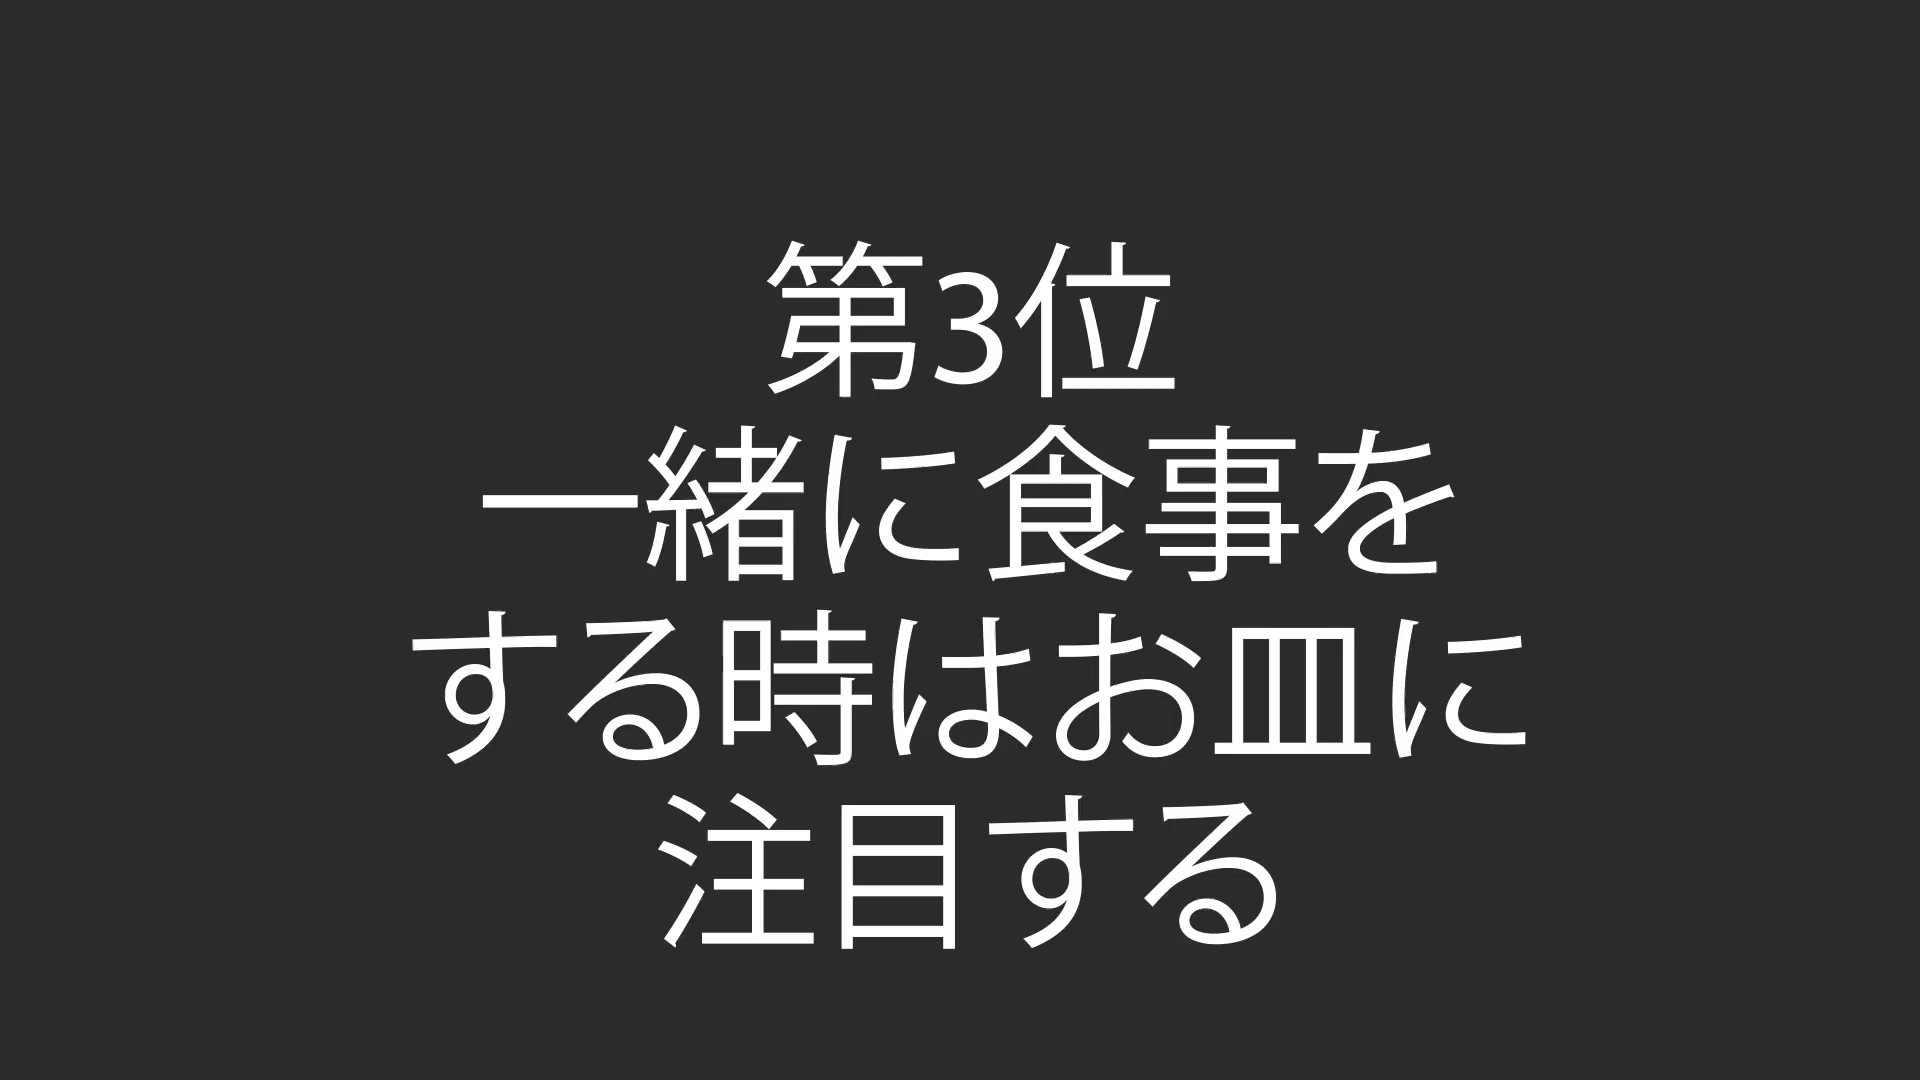 第3位
一緒に食事を
する時はお皿に
注目する